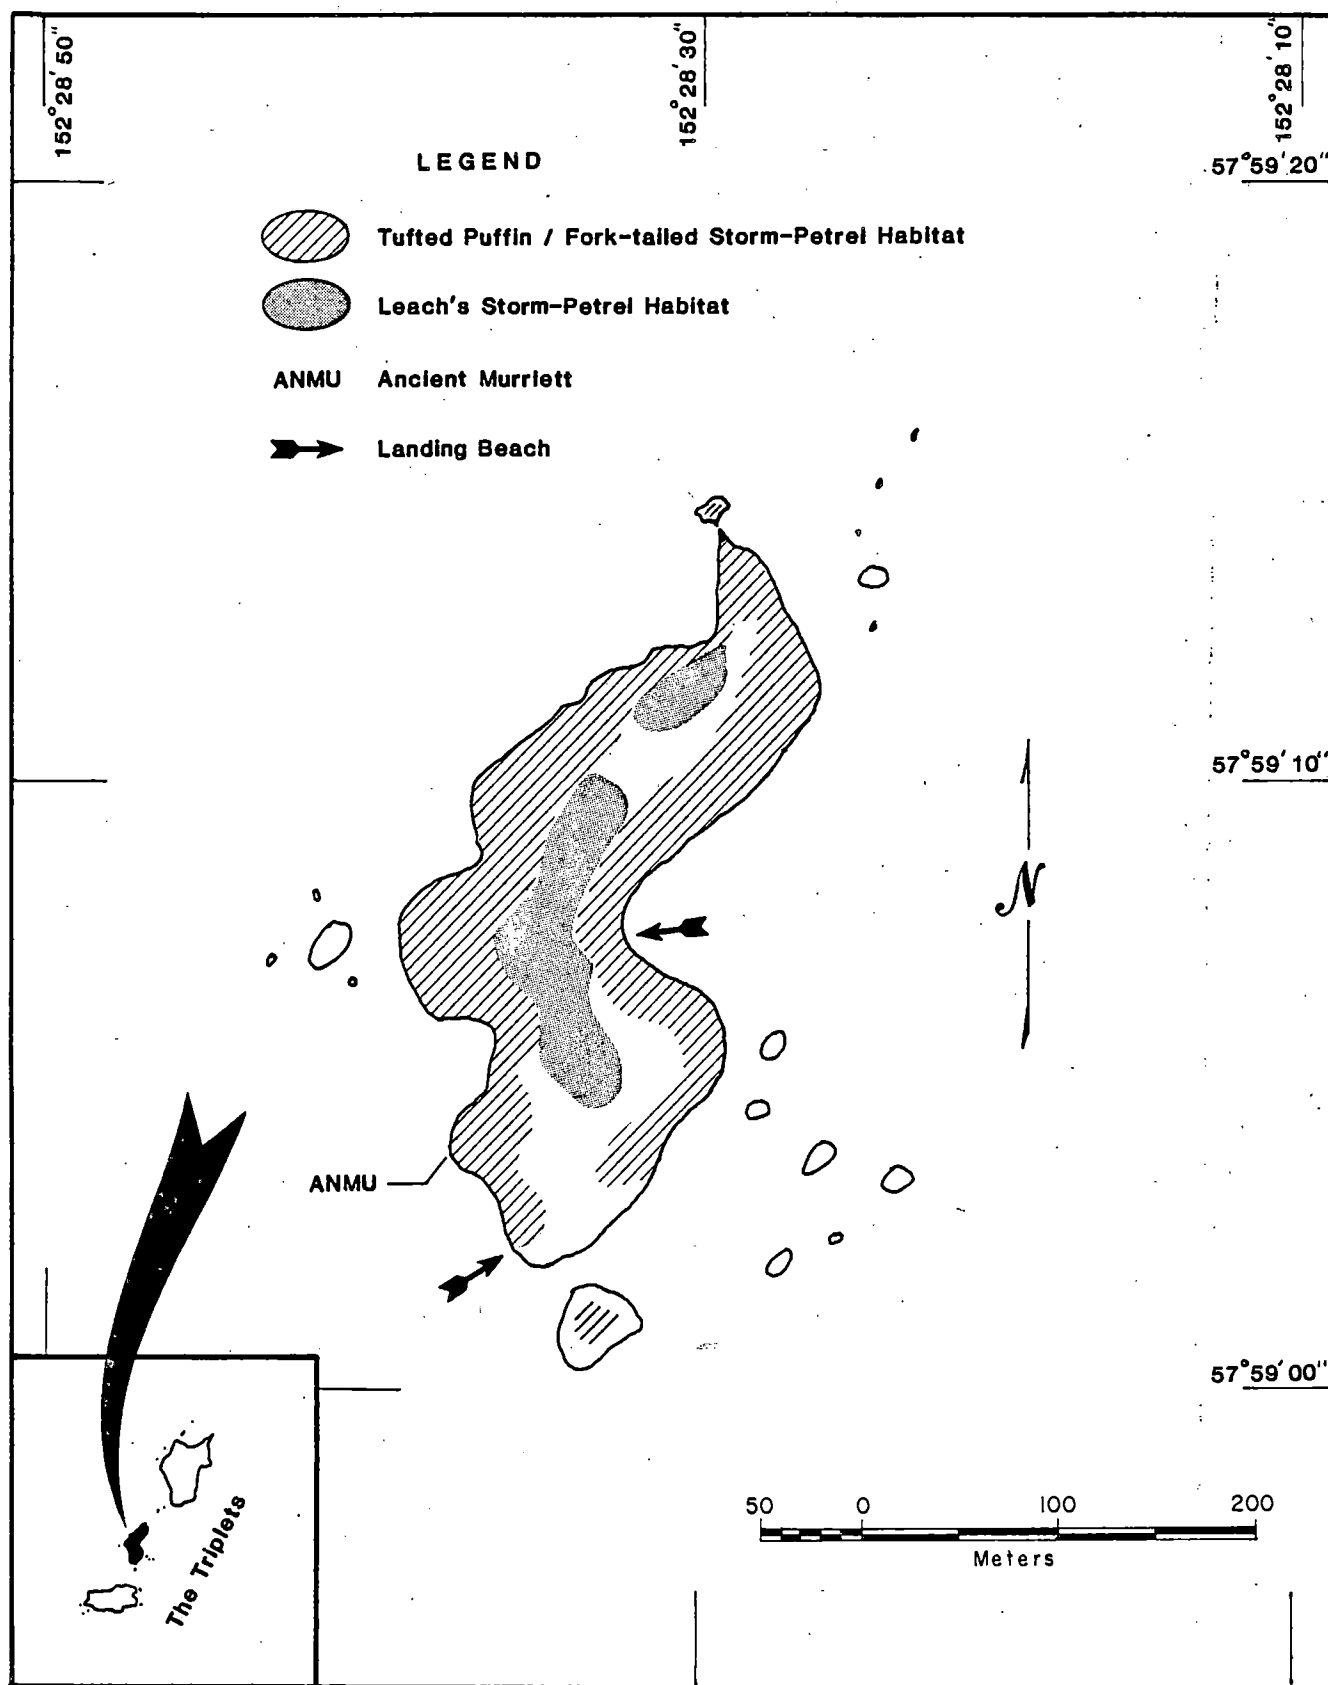 152°28'50"
152°28'30"
152°28'10"
LEGEND
57°59'20"
Tufted Puffin / Fork-tailed Storm-Petrel Habitat
Leach's Storm-Petrel Habitat
ANMU Ancient Murriett
Landing Beach
57°59'10"
N
ANMU
57°59'00"
The Triplets
50 0 100 200
Meters